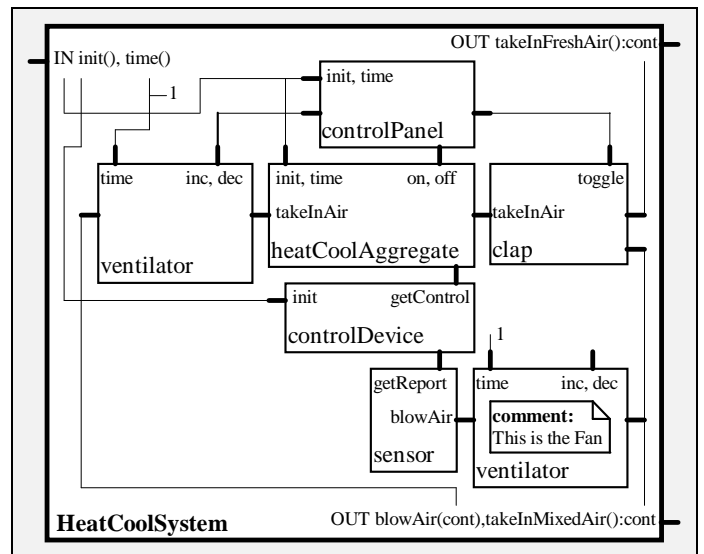 OUT takeInFreshAir():cont
IN init(), time()
init, time
1
controlPanel
time
inc, dec
init, time
on, off
toggle
takeInAir
takeInAir
ventilator
heatCoolAggregate
clap
init
getControl
controlDevice
1
getReport
time
inc, dec
blowAir
comment:
This is the Fan
sensor
ventilator
HeatCoolSystem
OUT blowAir(cont),takeInMixedAir():cont